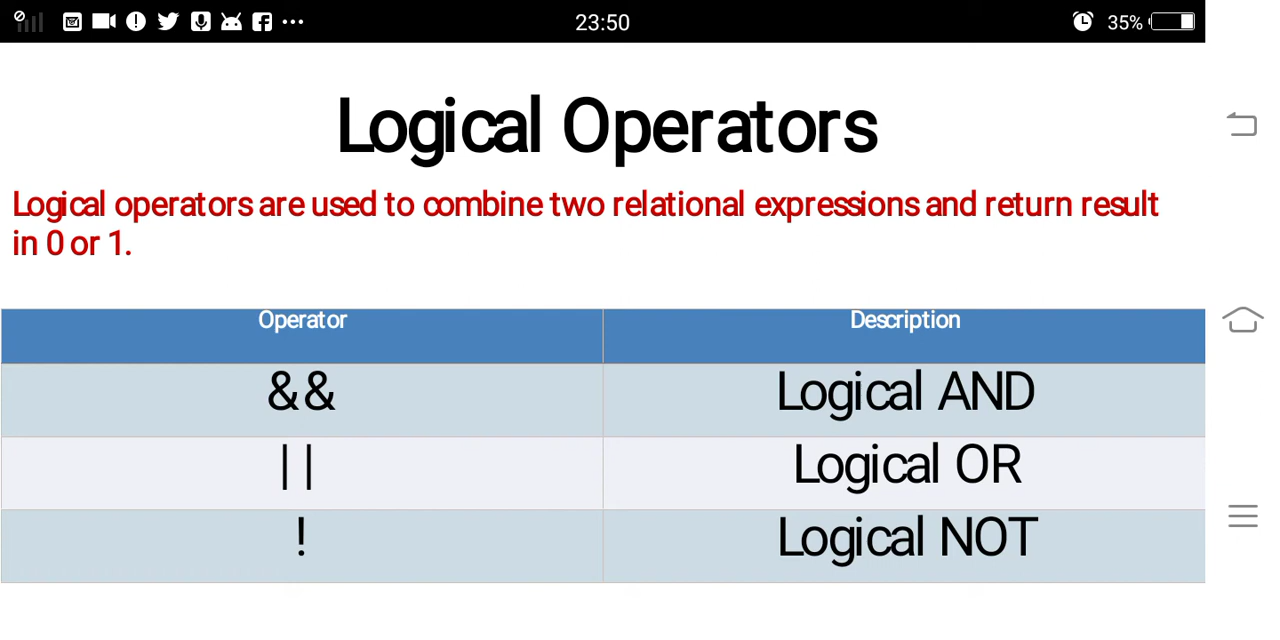 23:50
35%
Logical Operators
Logical operators are used to combine two relational expressions and return result
in 0 or 1.
Operator
Description
&&
Logical AND
||
Logical OR
!
Logical NOT